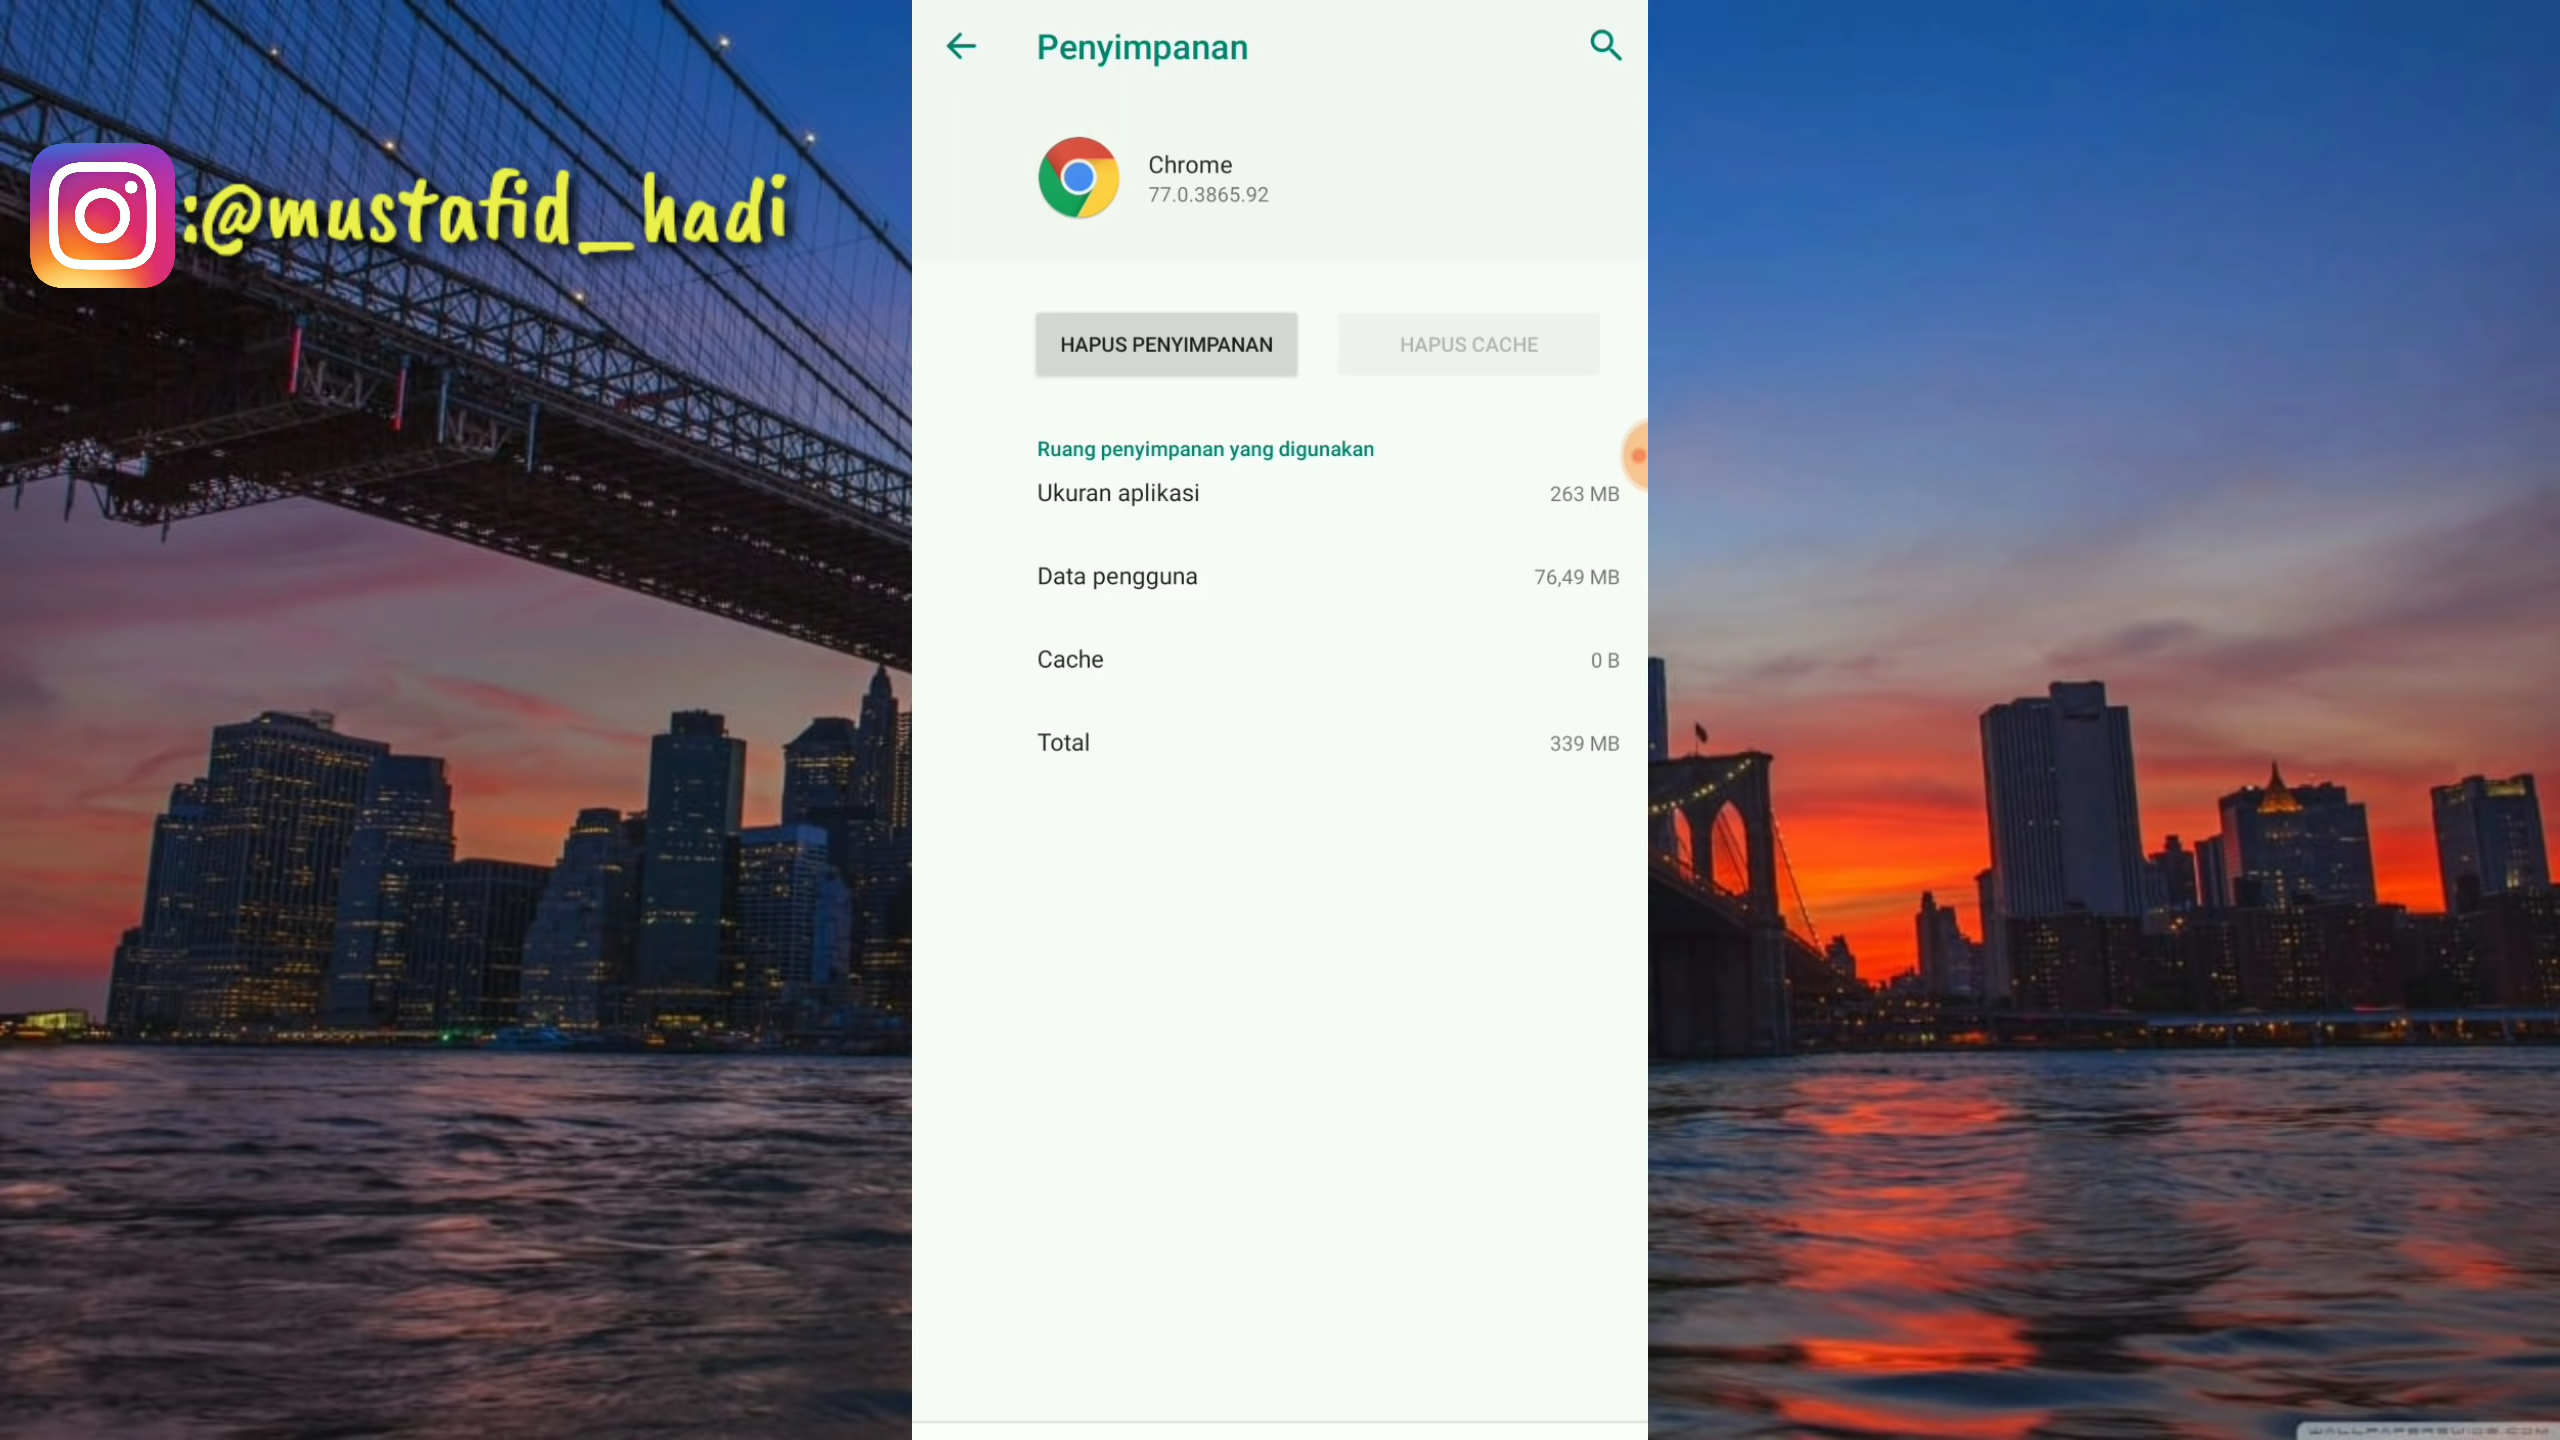 Penyimpanan
Chrome
77.0.3865.92
:@mustafid_hadi
HAPUS PENYIMPANAN
HAPUS CACHE
Ruang penyimpanan yang digunakan
Ukuran aplikasi 263 MB
Data pengguna 76,49 MB
Cache 0 B
Total 339 MB